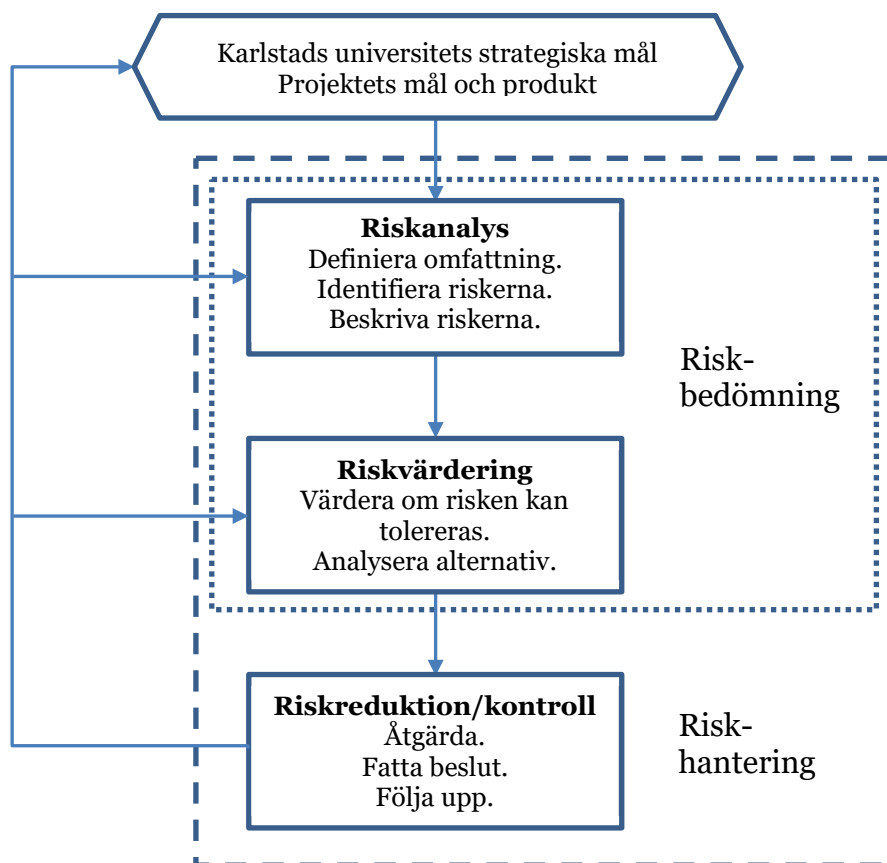 Karlstads universitets strategiska mål
Projektets mål och produkt
Riskanalys
Definiera omfattning.
Identifiera riskerna.
Beskriva riskerna.
Risk-
bedömning
Riskvärdering
Värdera om risken kan
tolereras.
Analysera alternativ.
Riskreduktion/kontroll
Åtgärda.
Fatta beslut.
Följa upp.
Risk-
hantering